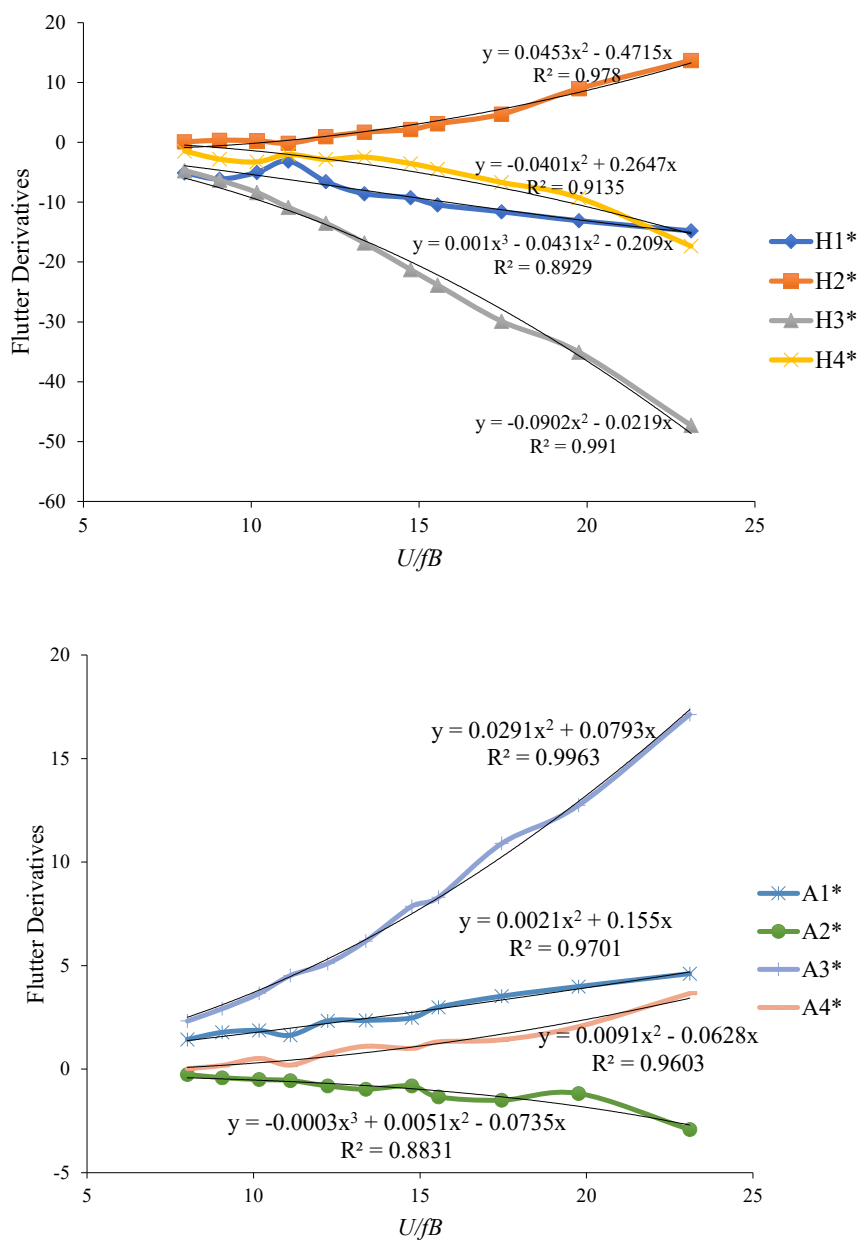 20
10
0
-10
-20
-30
-40
-50
-60
5
10
15
20
25
Flutter Derivatives
U/fB
y = 0.0453x² - 0.4715x
R² = 0.978
y = -0.0401x² + 0.2647x
R² = 0.9135
y = 0.001x³ - 0.0431x² - 0.209x
R² = 0.8929
y = -0.0902x² - 0.0219x
R² = 0.991
H1*
H2*
H3*
H4*
20
15
10
5
0
-5
5
10
15
20
25
Flutter Derivatives
U/fB
y = 0.0291x² + 0.0793x
R² = 0.9963
y = 0.0021x² + 0.155x
R² = 0.9701
y = 0.0091x² - 0.0628x
R² = 0.9603
y = -0.0003x³ + 0.0051x² - 0.0735x
R² = 0.8831
A1*
A2*
A3*
A4*